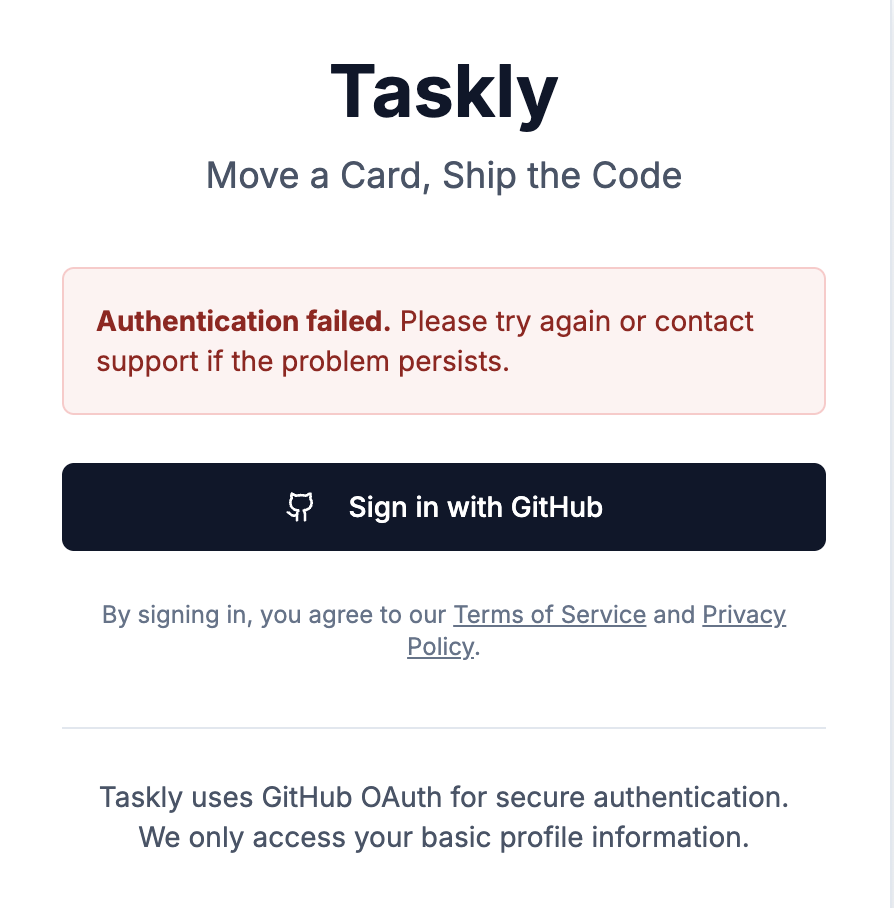 Taskly
Move a Card, Ship the Code
Authentication failed. Please try again or contact
support if the problem persists.
Sign in with GitHub
By signing in, you agree to our Terms of Service and Privacy
Policy.
Taskly uses GitHub OAuth for secure authentication.
We only access your basic profile information.